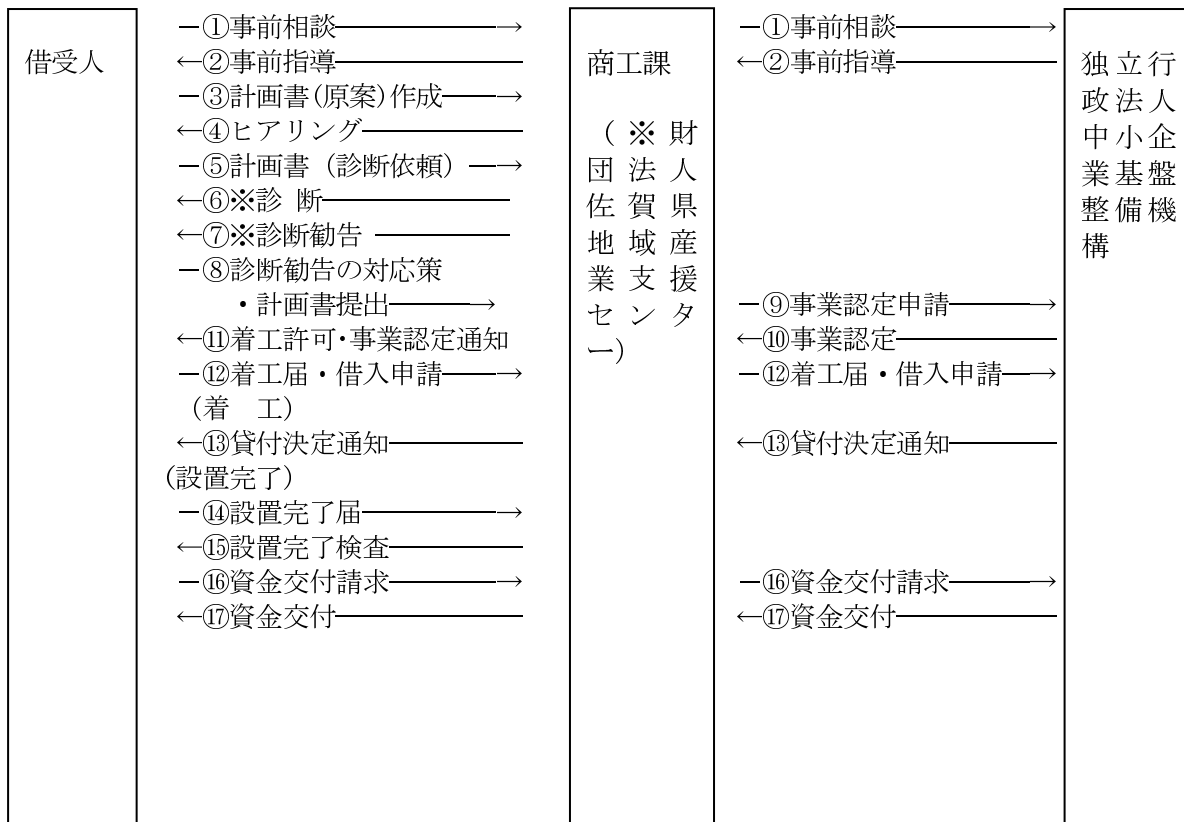 借受人
－①事前相談────→
←②事前指導────
－③計画書(原案)作成──→
←④ヒアリング────
－⑤計画書（診断依頼）─→
←⑥※診 断────
←⑦※診断勧告 ───
－⑧診断勧告の対応策
・計画書提出───→
←⑪着工許可・事業認定通知
－⑫着工届・借入申請──→
（着　工）
←⑬貸付決定通知───
(設置完了）
－⑭設置完了届────→
←⑮設置完了検査───
－⑯資金交付請求───→
←⑰資金交付────
商工課
（※財
団法人
佐賀県
地域産
業支援
センタ
ー）
－①事前相談────→
←②事前指導────
－⑨事業認定申請───→
←⑩事業認定────
－⑫着工届・借入申請─→
←⑬貸付決定通知───
－⑯資金交付請求───→
←⑰資金交付────
独立行
政法人
中小企
業基盤
整備機
構